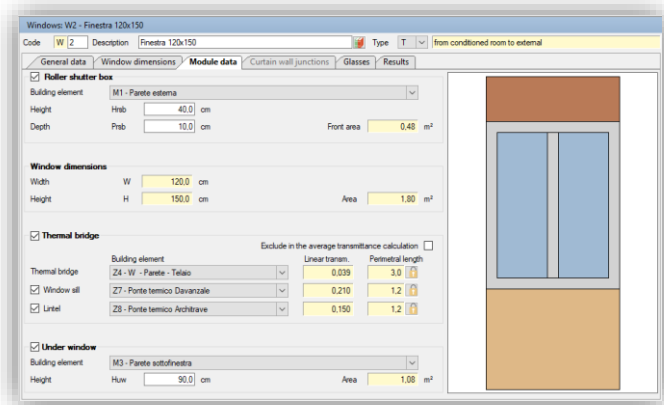 Windows: W2 - Finestra 120x150
Code W 2 Description Finestra 120x150 Type T from conditioned room to external
General data Window dimensions Module data Curtain wall junctions Glasses Results
Roller shutter box
Building element M1 - Parete esterna
Height Hrsb 40,0 cm
Depth Prsb 10,0 cm Front area 0,48 m²
Window dimensions
Width W 120,0 cm
Height H 150,0 cm Area 1,80 m²
Thermal bridge
Exclude in the average transmittance calculation
Building element Linear transm. Perimetral length
Thermal bridge Z4 - W - Parete - Telaio 0,039 3,0
Window sill Z7 - Ponte termico Davanzale 0,210 1,2
Lintel Z8 - Ponte termico Architrave 0,150 1,2
Under window
Building element M3 - Parete sottofinestra
Height Huw 90,0 cm Area 1,08 m²